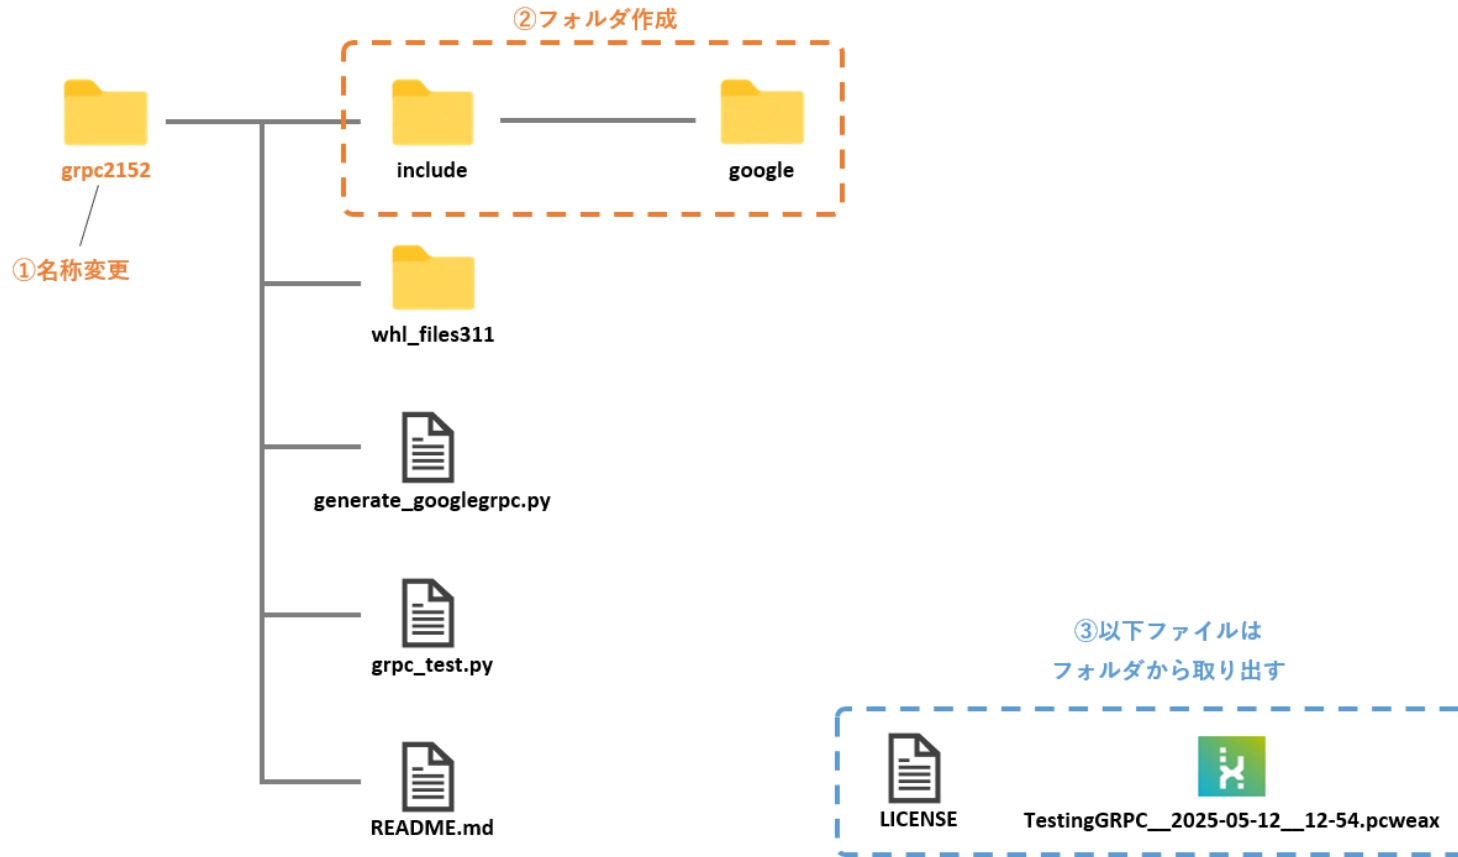 ②フォルダ作成
grpc2152
include
google
①名称変更
whl_files311
generate_googlegrpc.py
grpc_test.py
③以下ファイルは
フォルダから取り出す
README.md
LICENSE
TestingGRPC__2025-05-12__12-54.pcweax